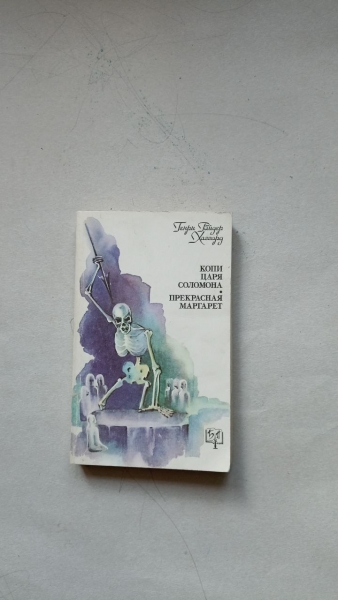 Генри Райдер
Хаггард
КОПИ
ЦАРЯ
СОЛОМОНА
•
ПРЕКРАСНАЯ
МАРГАРЕТ